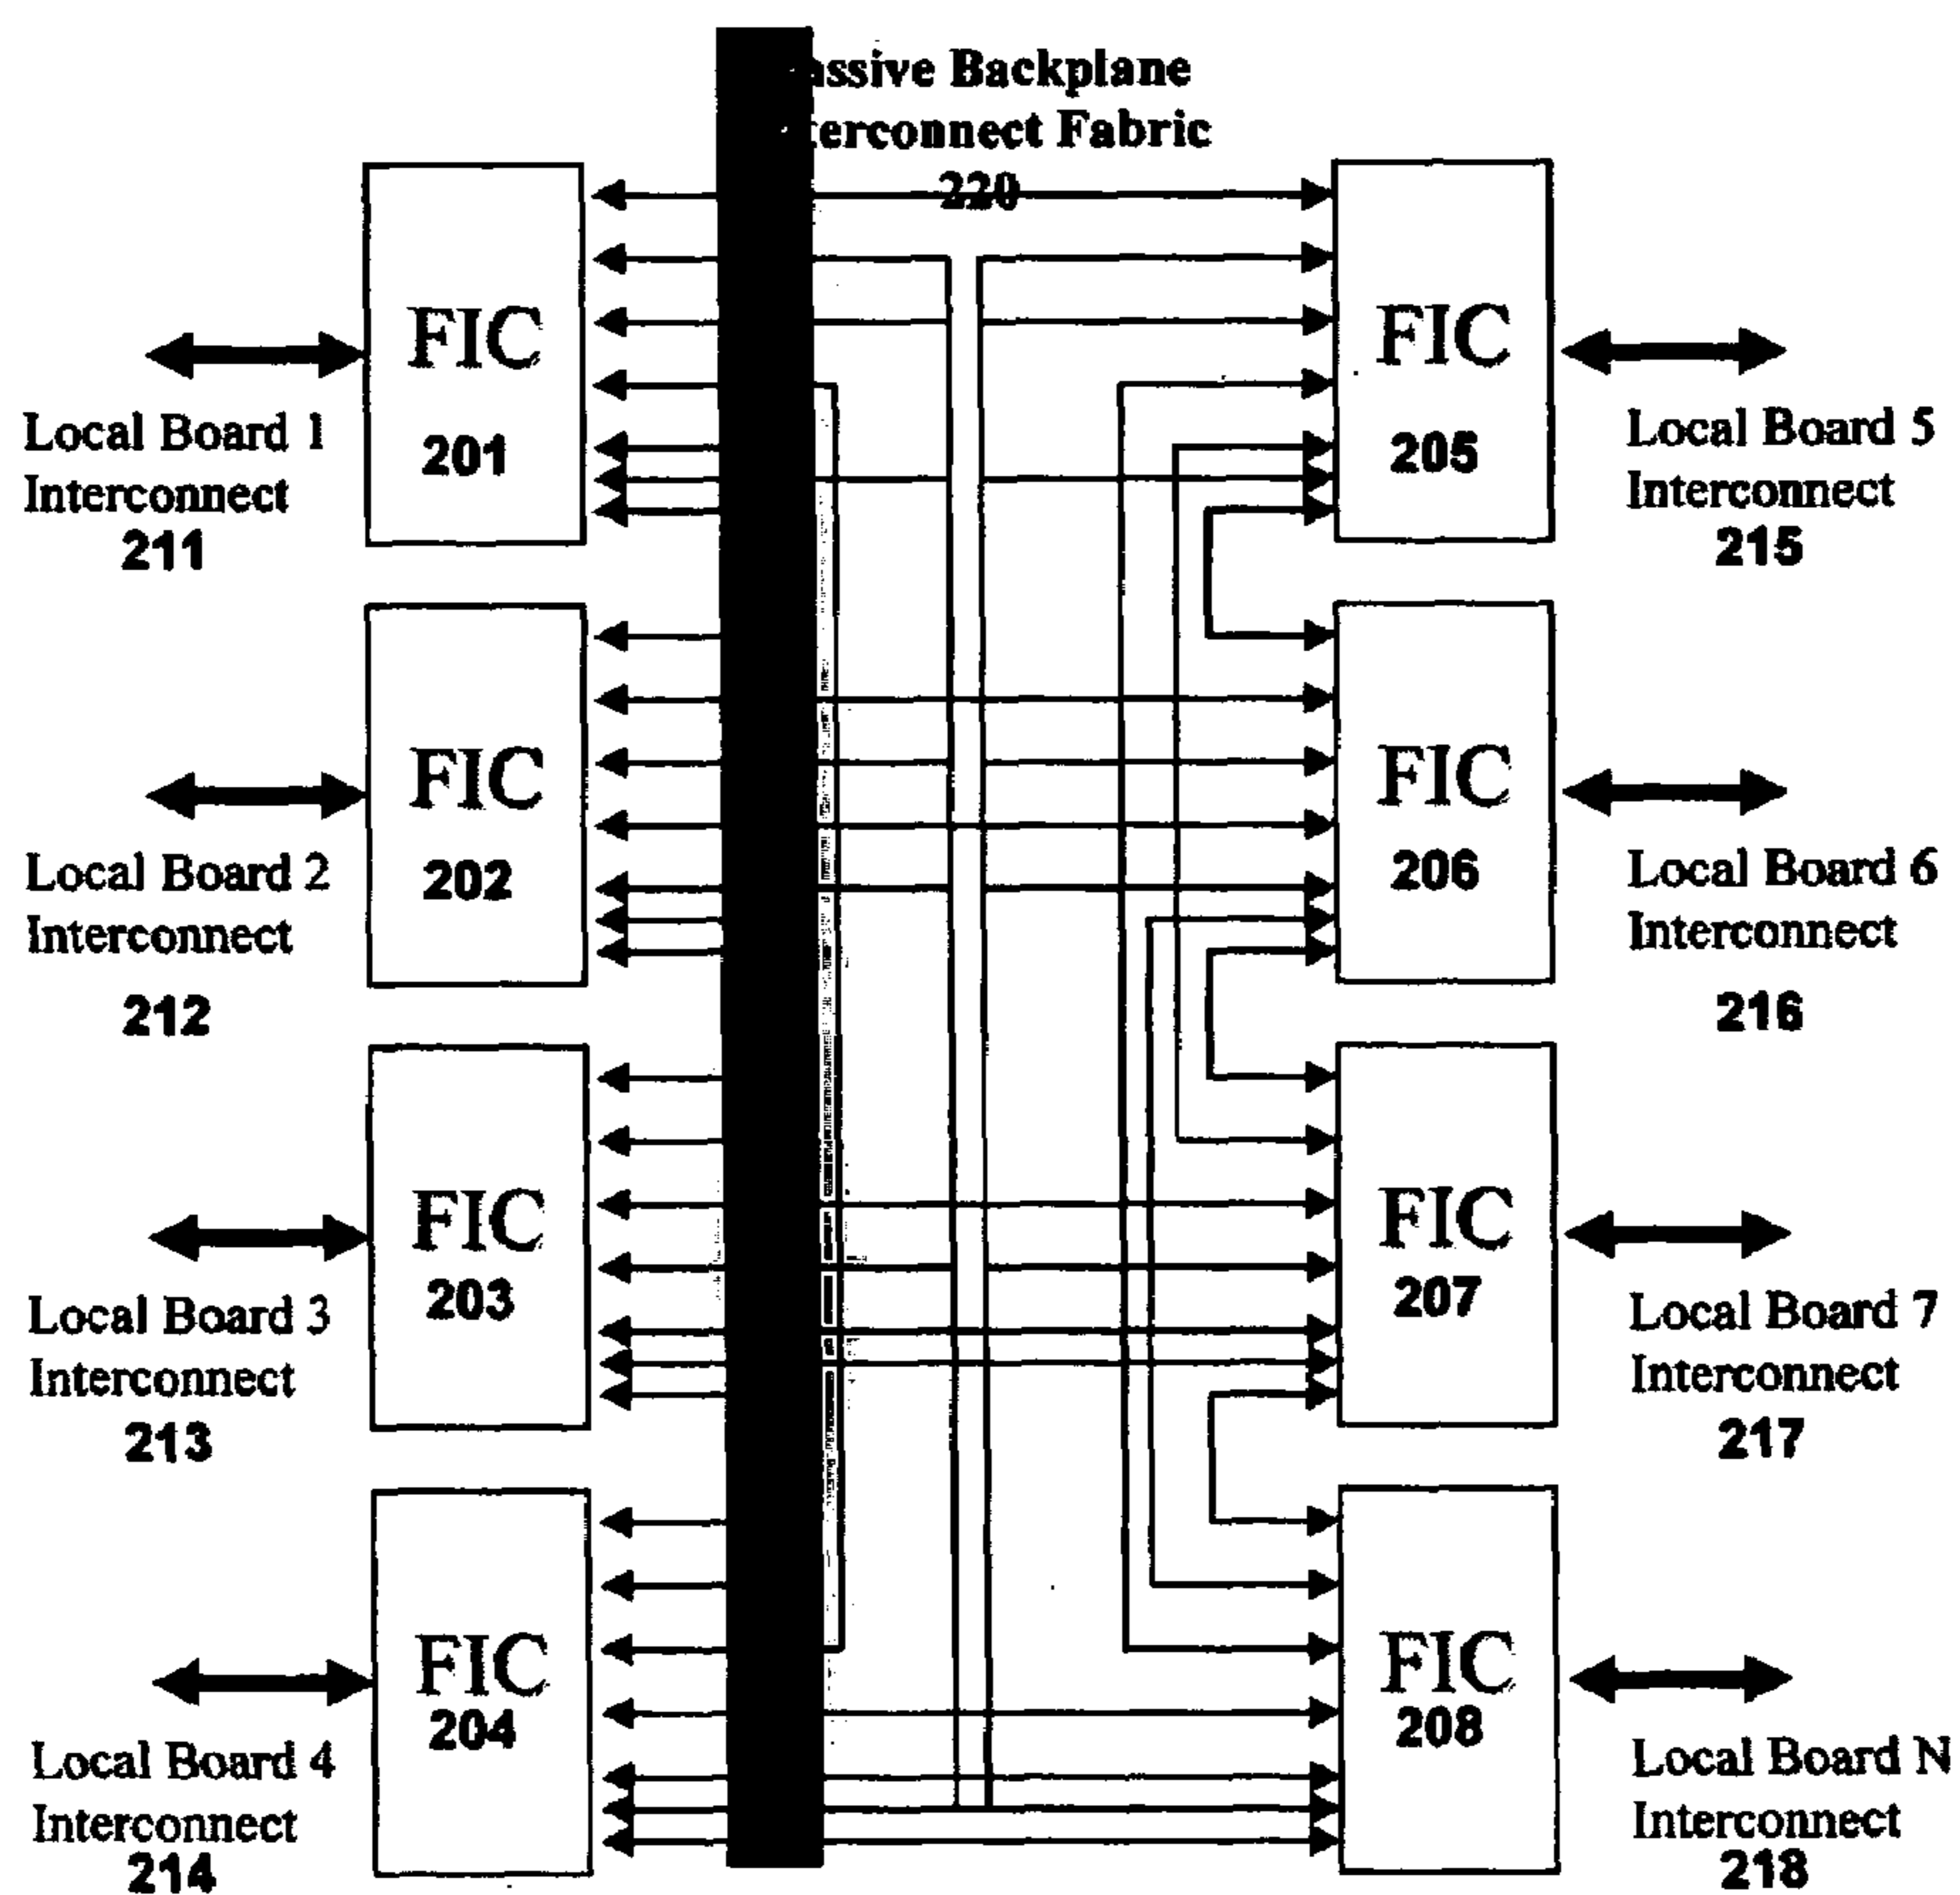 assive Backplane
terconnect Fabric
220
FIC
201
Local Board 1
Interconnect
211
FIC
205
Local Board 5
Interconnect
215
FIC
202
Local Board 2
Interconnect
212
FIC
206
Local Board 6
Interconnect
216
FIC
203
Local Board 3
Interconnect
213
FIC
207
Local Board 7
Interconnect
217
FIC
204
Local Board 4
Interconnect
214
FIC
208
Local Board N
Interconnect
218